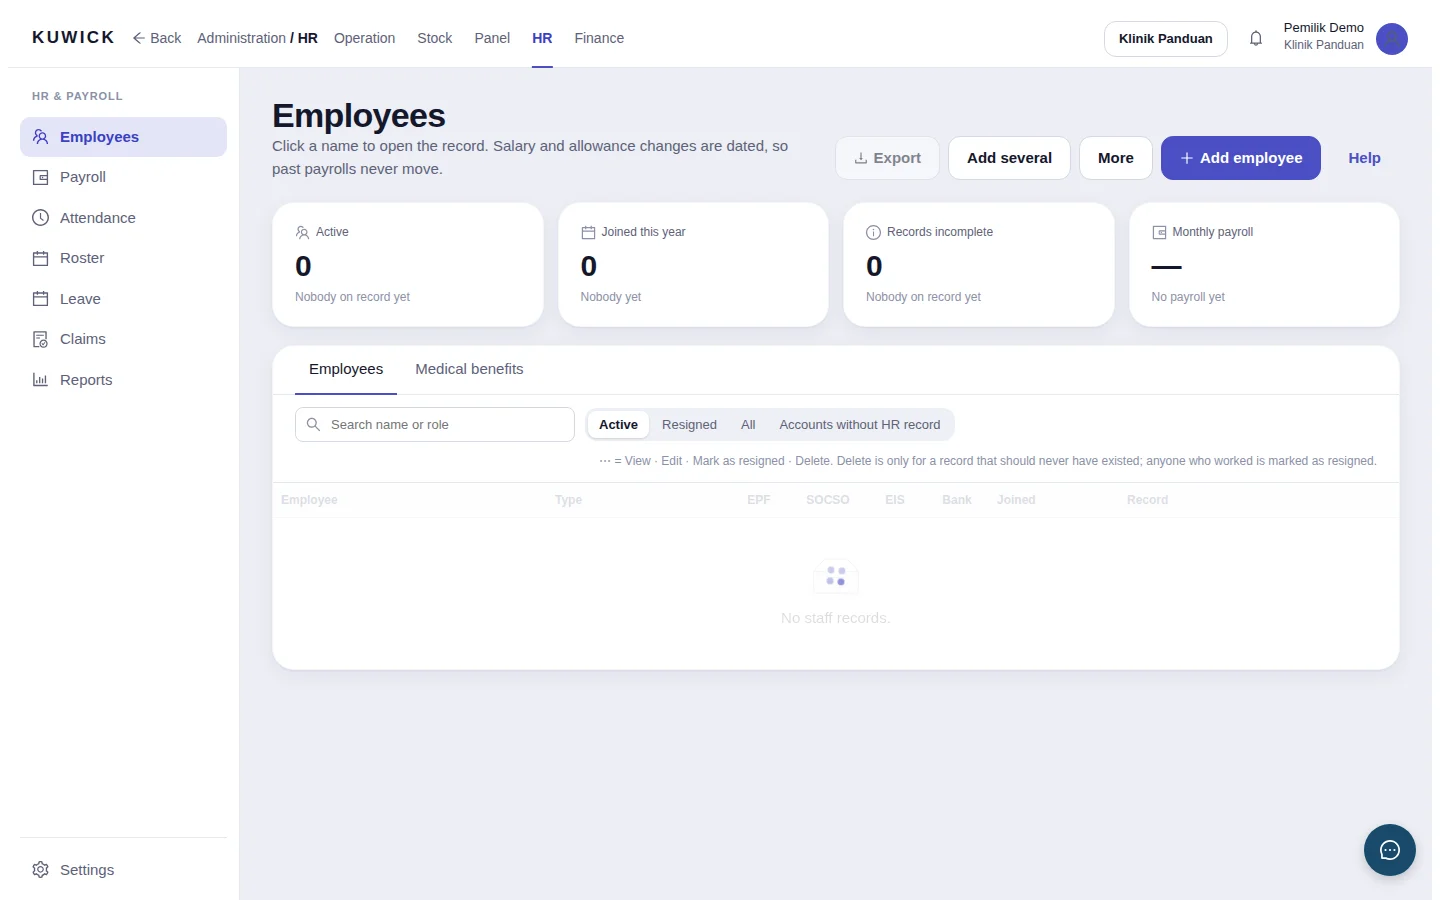 KUWICK
Back
Administration / HR
Operation
Stock
Panel
HR
Finance
Klinik Panduan
Pemilik Demo
Klinik Panduan
HR & PAYROLL
Employees
Payroll
Attendance
Roster
Leave
Claims
Reports
Settings
Employees
Click a name to open the record. Salary and allowance changes are dated, so
past payrolls never move.
Export
Add several
More
Add employee
Help
Active
0
Nobody on record yet
Joined this year
0
Nobody yet
Records incomplete
0
Nobody on record yet
Monthly payroll
—
No payroll yet
Employees
Medical benefits
Search name or role
Active
Resigned
All
Accounts without HR record
⋯ = View · Edit · Mark as resigned · Delete. Delete is only for a record that should never have existed; anyone who worked is marked as resigned.
Employee
Type
EPF
SOCSO
EIS
Bank
Joined
Record
No staff records.